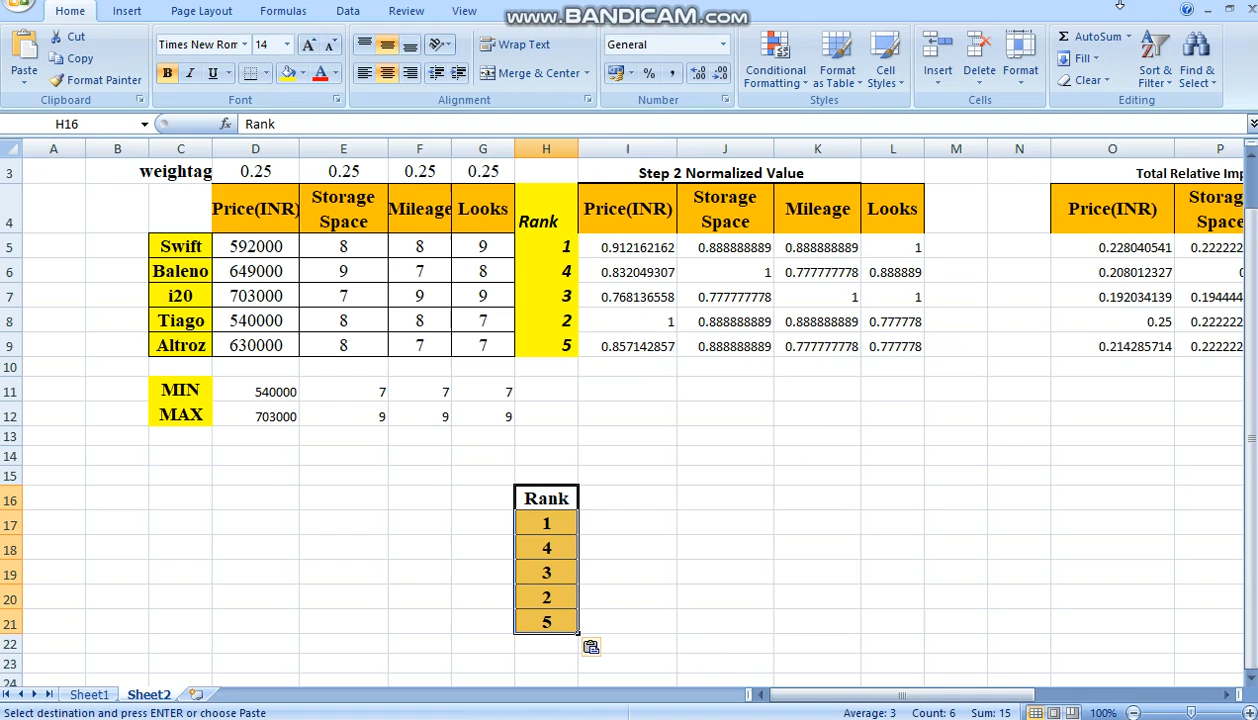 www.BANDICAM.com
Home Insert Page Layout Formulas Data Review View
Paste
Cut
Copy
Format Painter
Clipboard
Times New Rom 14
B I U A
Font
Wrap Text
Merge & Center
Alignment
General
% ,
Number
Conditional Formatting
Format as Table
Cell Styles
Styles
Insert Delete Format
Cells
Σ AutoSum
Fill
Clear
Sort & Filter
Find & Select
Editing
H16 fx Rank
A B C D E F G H I J K L M N O P
3 weightag 0.25 0.25 0.25 0.25 Step 2 Normalized Value Total Relative Imp
4 Price(INR) Storage Space Mileage Looks Rank Price(INR) Storage Space Mileage Looks Price(INR) Storag Space
5 Swift 592000 8 8 9 1 0.912162162 0.888888889 0.888888889 1 0.228040541 0.222222
6 Baleno 649000 9 7 8 4 0.832049307 1 0.777777778 0.888889 0.208012327 0
7 i20 703000 7 9 9 3 0.768136558 0.777777778 1 1 0.192034139 0.194444
8 Tiago 540000 8 8 7 2 1 0.888888889 0.888888889 0.777778 0.25 0.222222
9 Altroz 630000 8 7 7 5 0.857142857 0.888888889 0.777777778 0.777778 0.214285714 0.222222
10
11 MIN 540000 7 7 7
12 MAX 703000 9 9 9
13
14
15
16 Rank
17 1
18 4
19 3
20 2
21 5
22
23
24
Sheet1 Sheet2
Select destination and press ENTER or choose Paste Average: 3 Count: 6 Sum: 15 100%